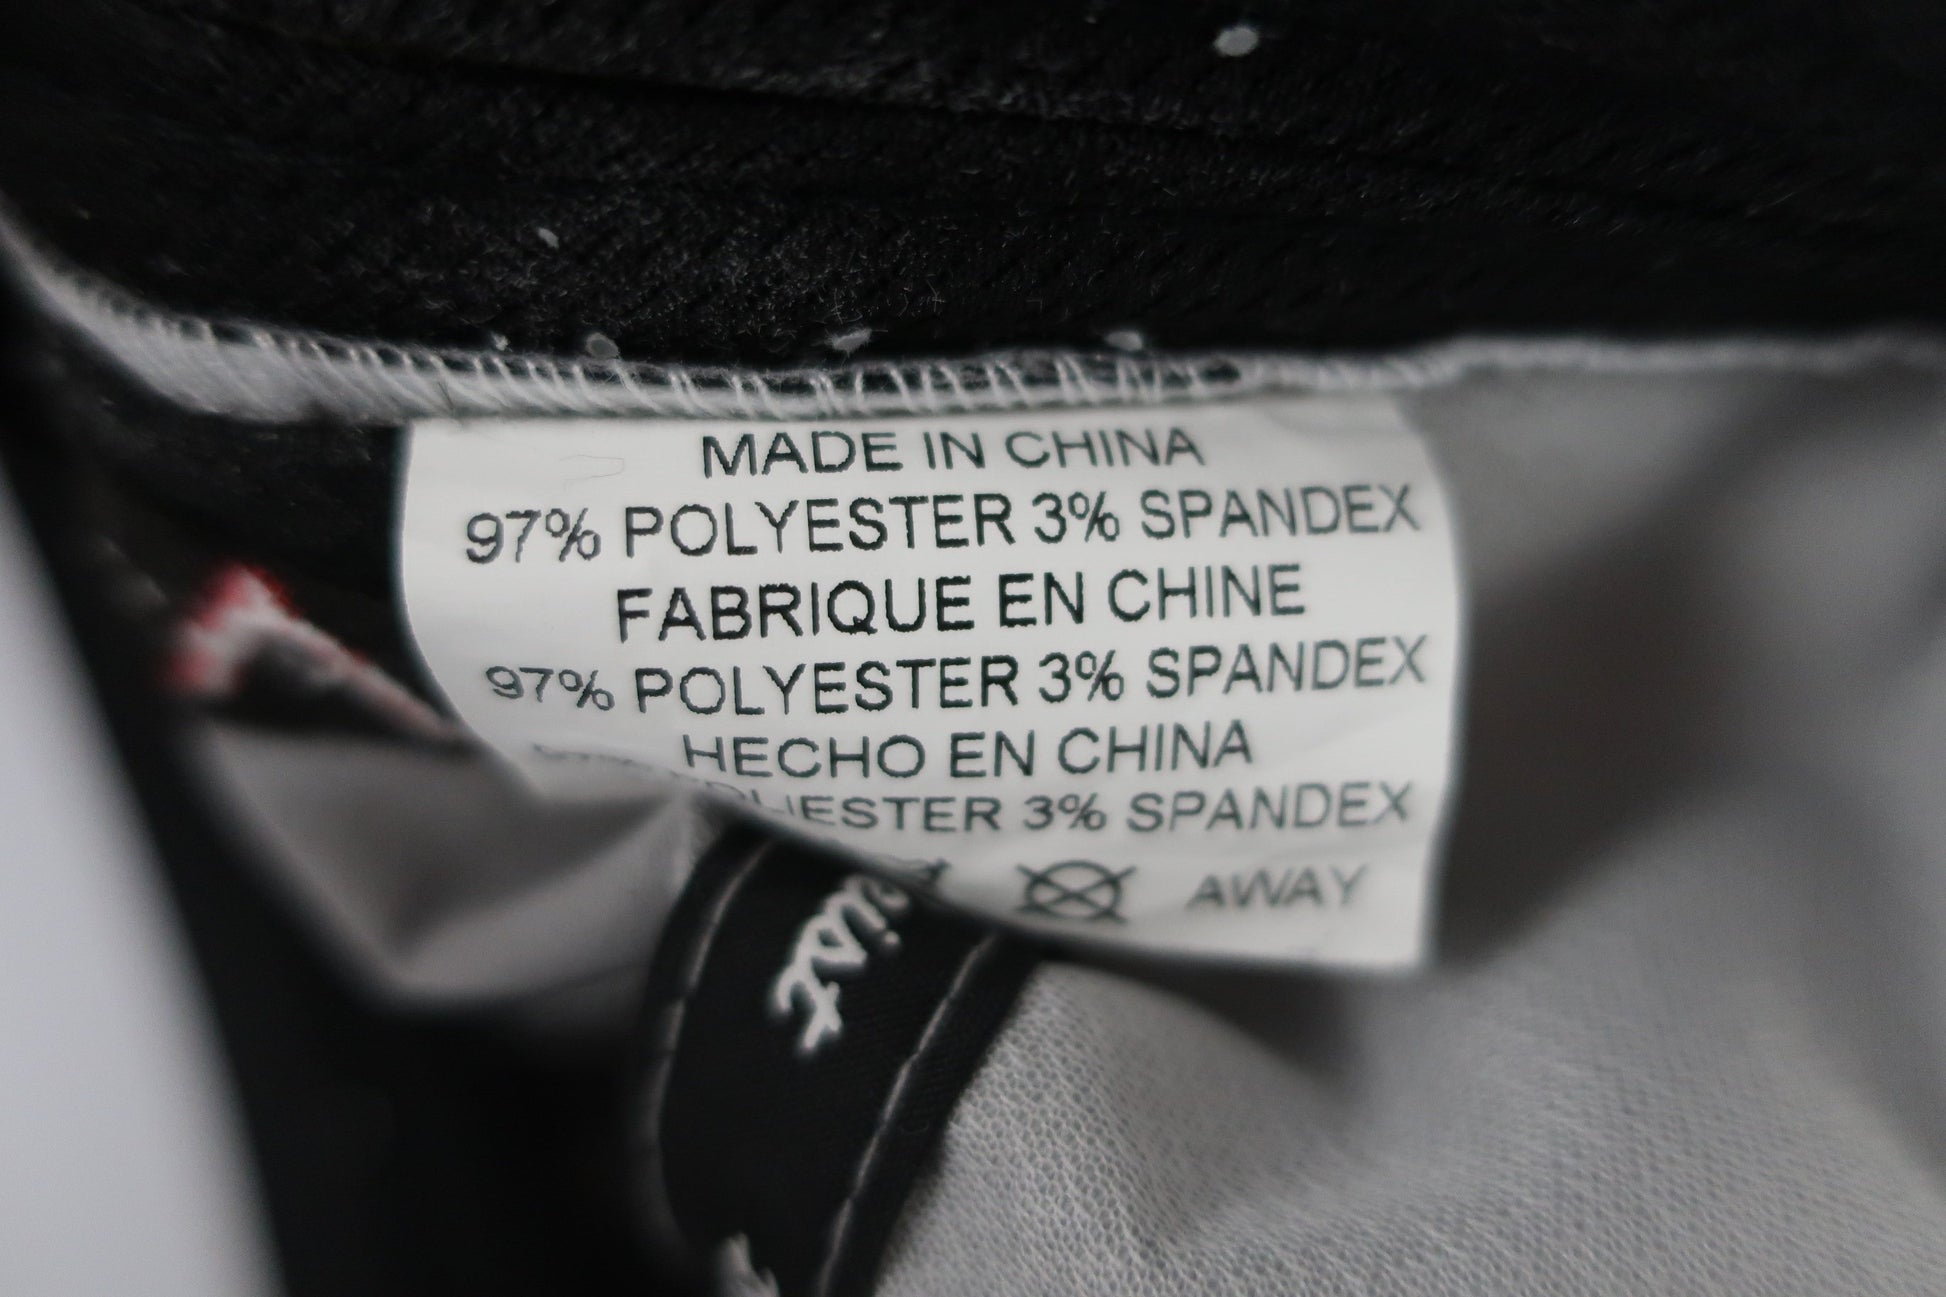 MADE IN CHINA
97% POLYESTER 3% SPANDEX
FABRIQUE EN CHINE
97% POLYESTER 3% SPANDEX
HECHO EN CHINA
3% SPANDEX
AWAY